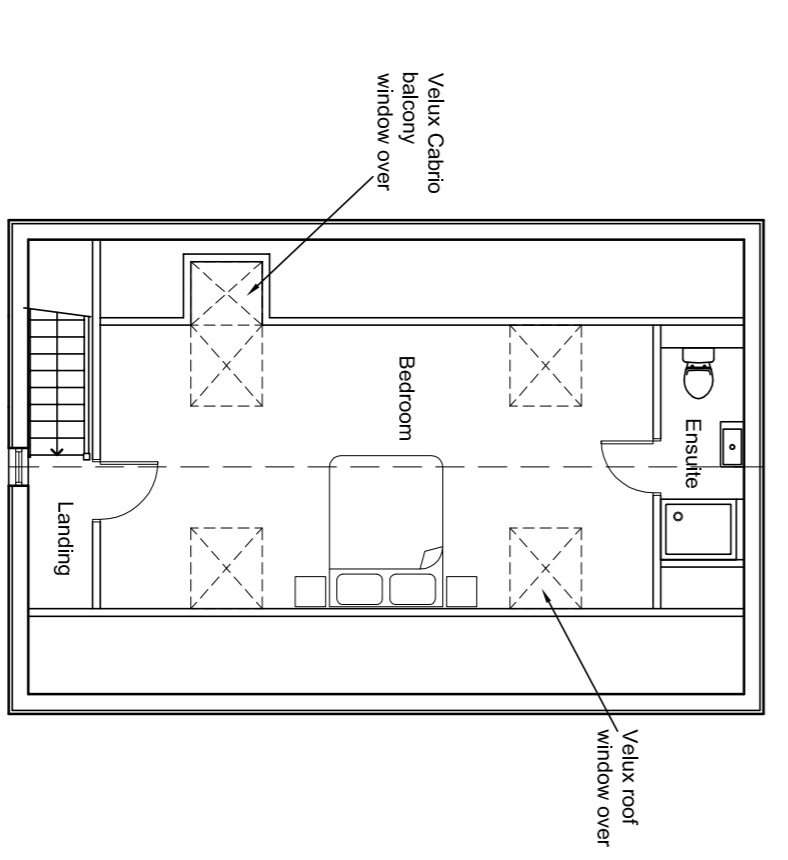 Velux Cabrio
balcony
window over
Bedroom
Ensuite
Landing
Velux roof
window over